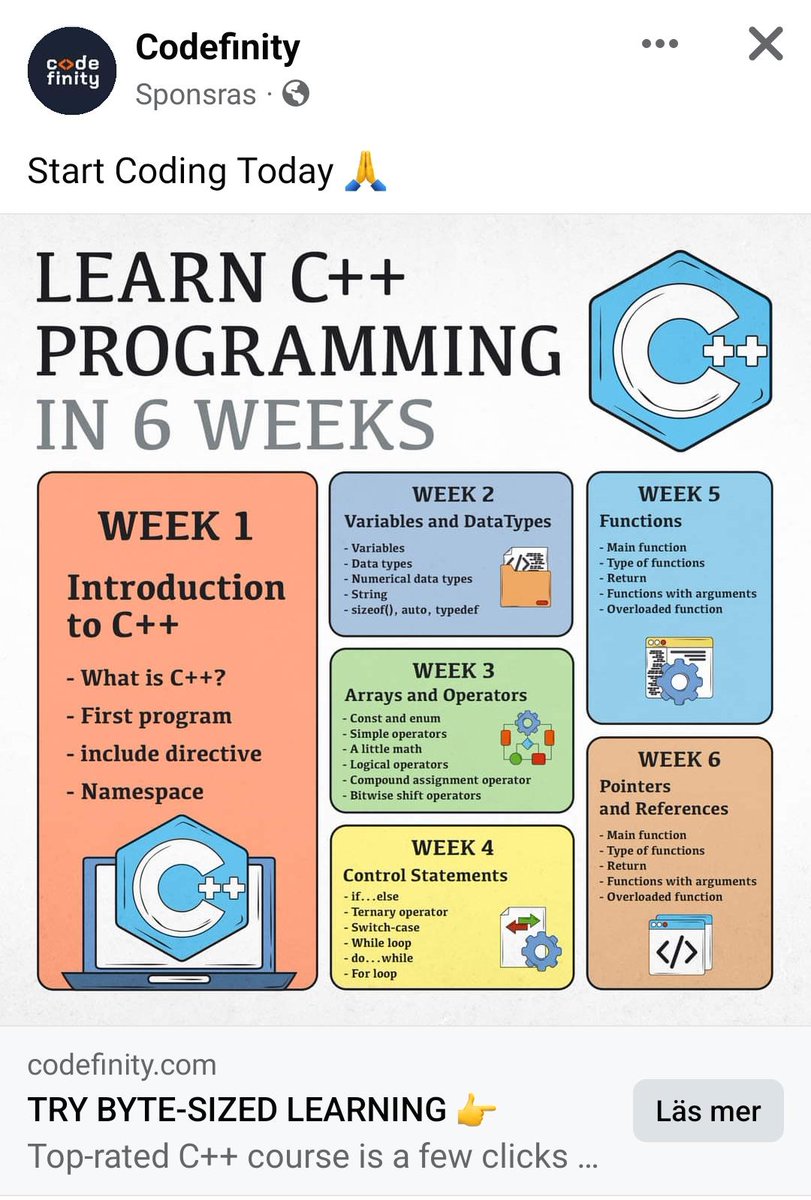 code
finity
Codefinity
Sponsras ·
Start Coding Today 🙏
LEARN C++
PROGRAMMING
IN 6 WEEKS
C++
WEEK 1
Introduction
to C++
- What is C++?
- First program
- include directive
- Namespace
C++
WEEK 2
Variables and DataTypes
- Variables
- Data types
- Numerical data types
- String
- sizeof(), auto, typedef
</>
WEEK 3
Arrays and Operators
- Const and enum
- Simple operators
- A little math
- Logical operators
- Compound assignment operator
- Bitwise shift operators
WEEK 4
Control Statements
- if...else
- Ternary operator
- Switch-case
- While loop
- do...while
- For loop
WEEK 5
Functions
- Main function
- Type of functions
- Return
- Functions with arguments
- Overloaded function
WEEK 6
Pointers
and References
- Main function
- Type of functions
- Return
- Functions with arguments
- Overloaded function
</>
codefinity.com
TRY BYTE-SIZED LEARNING 👉
Top-rated C++ course is a few clicks ...
Läs mer